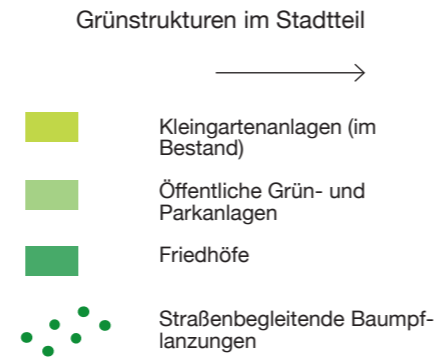 Grünstrukturen im Stadtteil
Kleingartenanlagen (im
Bestand)
Öffentliche Grün- und
Parkanlagen
Friedhöfe
Straßenbegleitende Baumpf-
lanzungen